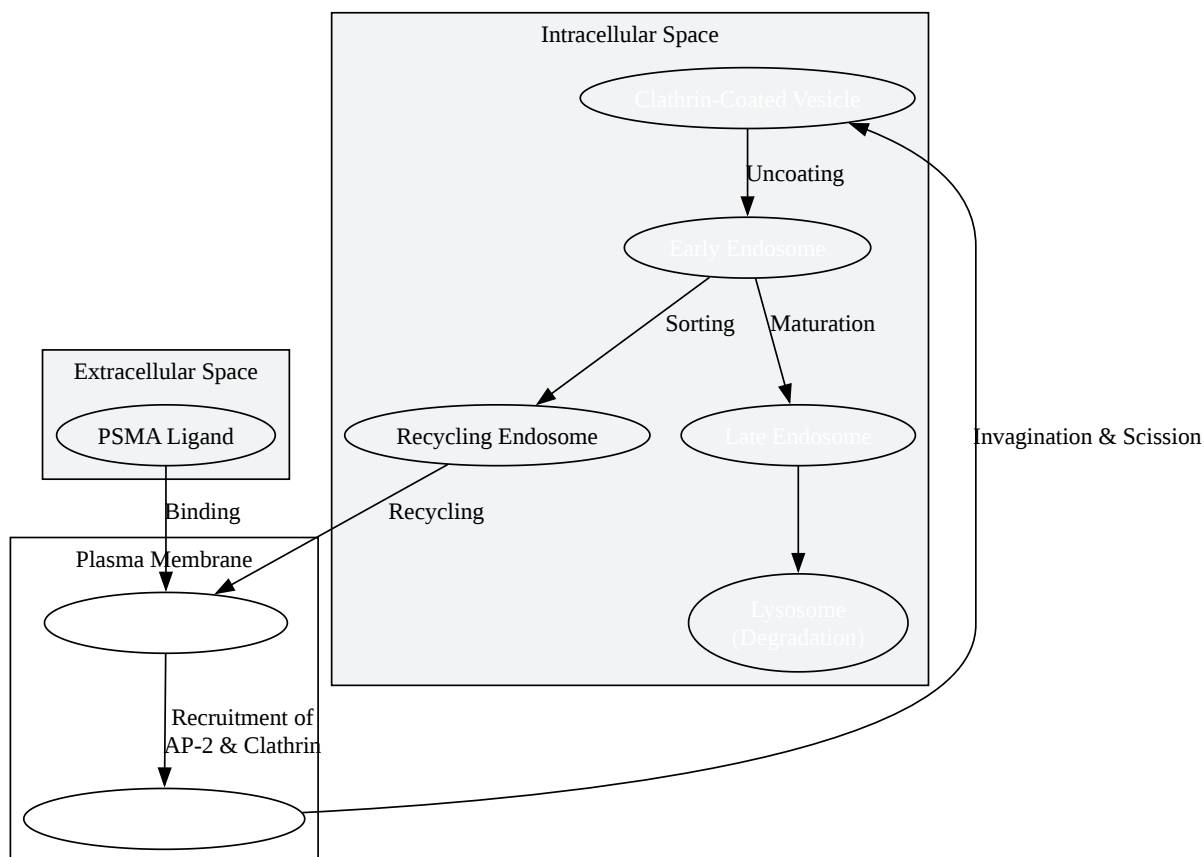 Intracellular Space
Clathrin-Coated Vesicle
Uncoating
Early Endosome
Sorting
Maturation
Extracellular Space
PSMA Ligand
Recycling Endosome
Late Endosome
Invagination & Scission
Binding
Recycling
Plasma Membrane
Lysosome
(Degradation)
Recruitment of
AP-2 & Clathrin